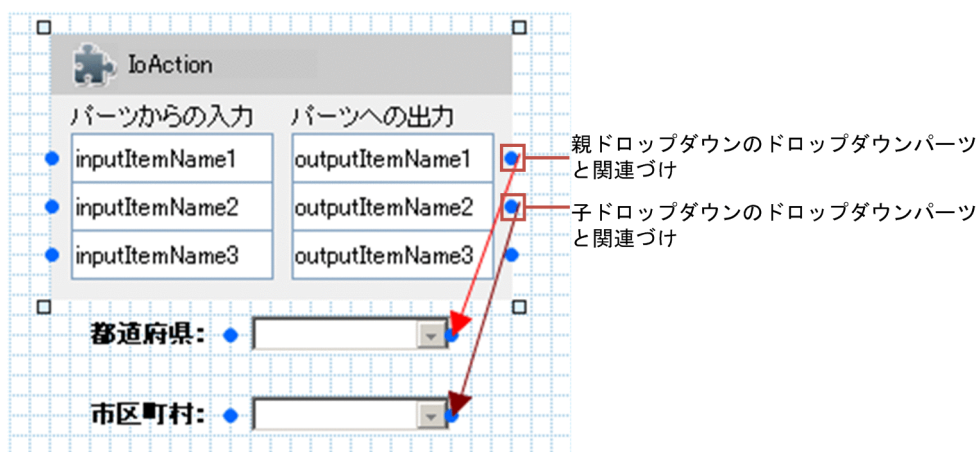 IoAction
パーツからの入力 パーツへの出力
inputItemName1 outputItemName1
inputItemName2 outputItemName2
inputItemName3 outputItemName3
都道府県:
市区町村:
親ドロップダウンのドロップダウンパーツ
と関連づけ
子ドロップダウンのドロップダウンパーツ
と関連づけ